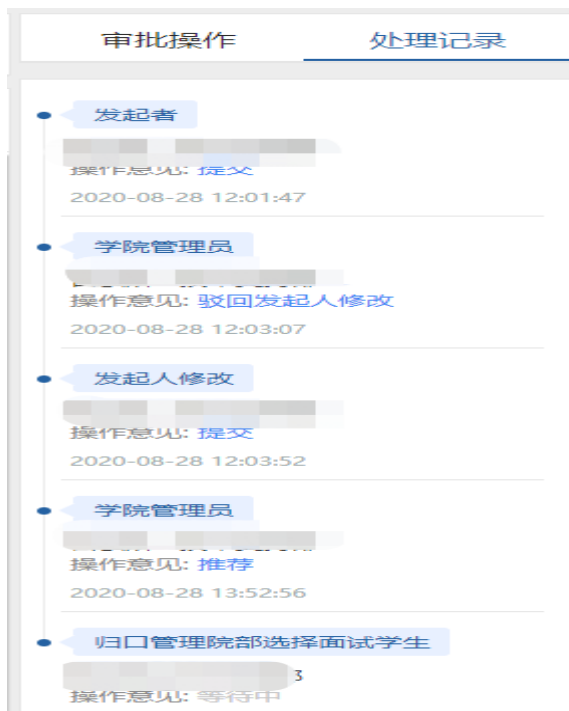 审批操作
处理记录
发起者
操作意见: 提交
2020-08-28 12:01:47
学院管理员
操作意见: 驳回发起人修改
2020-08-28 12:03:07
发起人修改
操作意见: 提交
2020-08-28 12:03:52
学院管理员
操作意见: 推荐
2020-08-28 13:52:56
归口管理院部选择面试学生
3
操作意见: 等待中